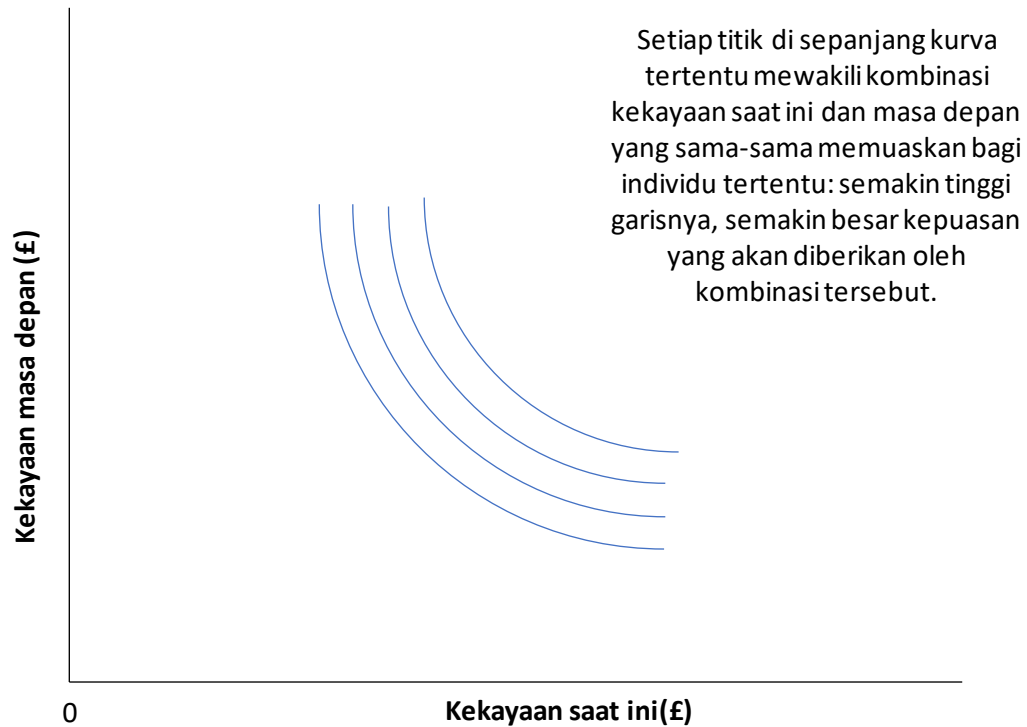 Setiap titik di sepanjang kurva
tertentu mewakili kombinasi
kekayaan saat ini dan masa depan
yang sama-sama memuaskan bagi
individu tertentu: semakin tinggi
garisnya, semakin besar kepuasan
yang akan diberikan oleh
kombinasi tersebut.
Kekayaan masa depan (£)
0
Kekayaan saat ini(£)